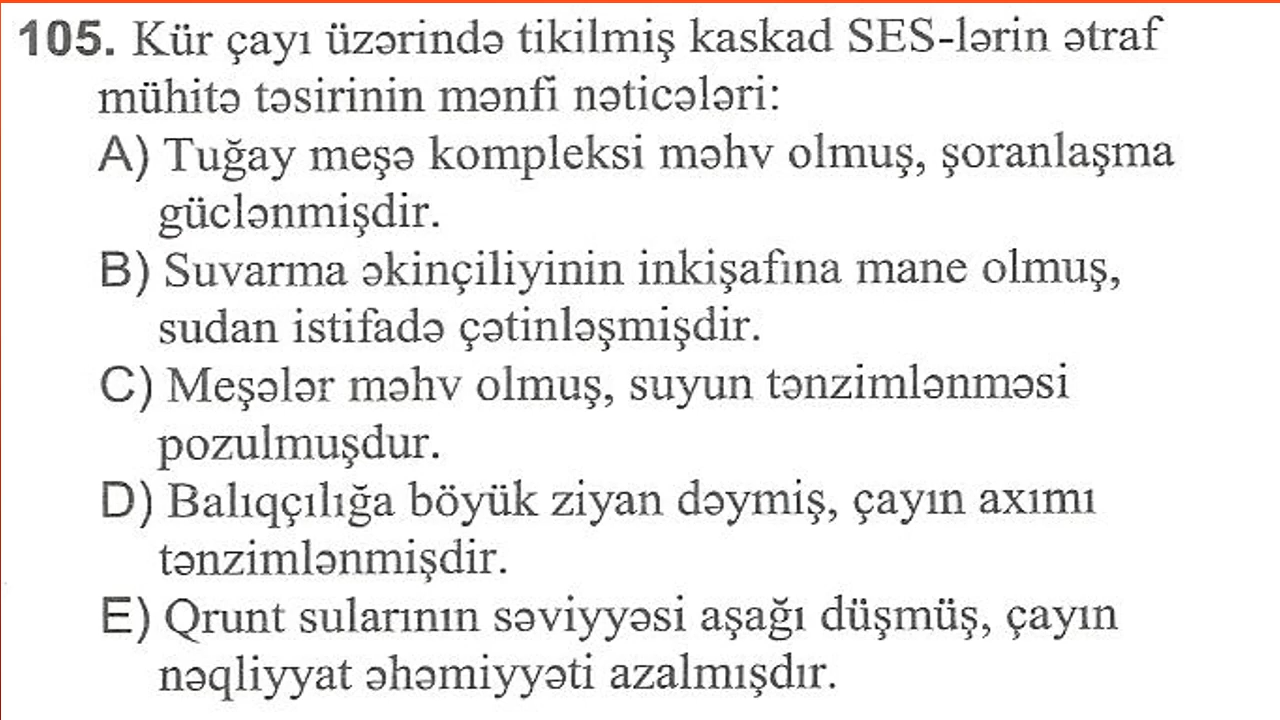 105. Kür çayı üzərində tikilmiş kaskad SES-lərin ətraf
mühitə təsirinin mənfi nəticələri:
A) Tuğay meşə kompleksi məhv olmuş, şoranlaşma
güclənmişdir.
B) Suvarma əkinçiliyinin inkişafına mane olmuş,
sudan istifadə çətinləşmişdir.
C) Meşələr məhv olmuş, suyun tənzimlənməsi
pozulmuşdur.
D) Balıqçılığa böyük ziyan dəymiş, çayın axımı
tənzimlənmişdir.
E) Qrunt sularının səviyyəsi aşağı düşmüş, çayın
nəqliyyat əhəmiyyəti azalmışdır.